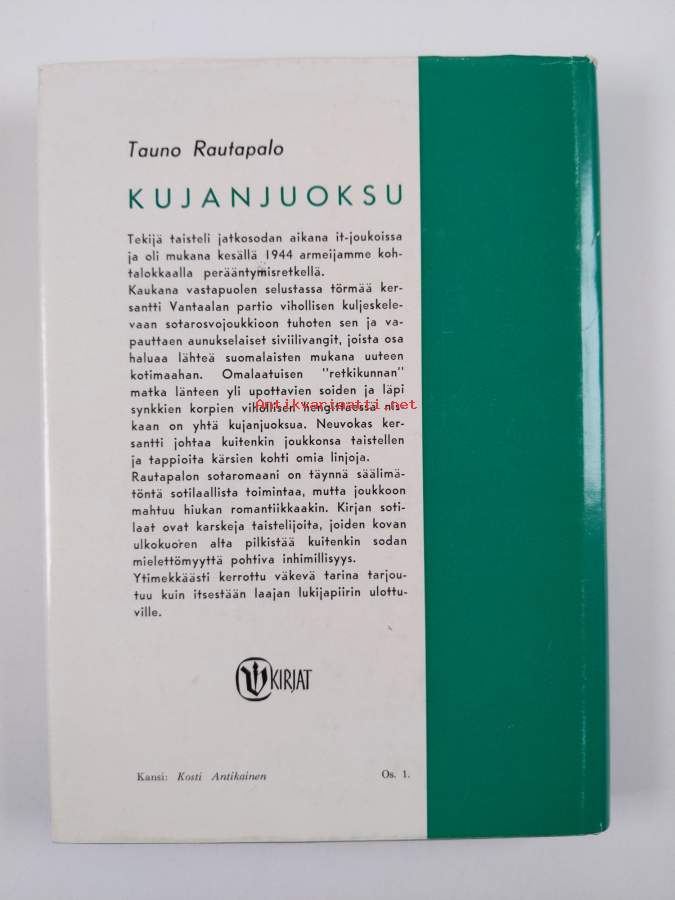 Tauno Rautapalo
KUJANJUOKSU
Tekijä taisteli jatkosodan aikana it-joukoissa
ja oli mukana kesällä 1944 armeijamme koh-
talokkaalla perääntymisretkellä.
Kaukana vastapuolen selustassa törmää ker-
santti Vantaalan partio vihollisen kuljeskele-
vaan sotarosvojoukkioon tuhoten sen ja va-
pauttaen aunukselaiset siviilivangit, joista osa
haluaa lähteä suomalaisten mukana uuteen
kotimaahan. Omalaatuisen "retkikunnan"
matka länteen yli upottavien soiden ja läpi
Antikvariaatti.net
synkkien korpien vihollisen hengittäessä nis-
kaan on yhtä kujanjuoksua. Neuvokas ker-
santti johtaa kuitenkin joukkonsa taistellen
ja tappioita kärsien kohti omia linjoja.
Rautapalon sotaromaani on täynnä säälimä-
töntä sotilaallista toimintaa, mutta joukkoon
mahtuu hiukan romantiikkaakin. Kirjan soti-
laat ovat karskeja taistelijoita, joiden kovan
ulkokuoren alta pilkistää kuitenkin sodan
mielettömyyttä pohtiva inhimillisyys.
Ytimekkäästi kerrottu väkevä tarina tarjou-
tuu kuin itsestään laajan lukijapiirin ulottu-
ville.
V KIRJAT
Kansi: Kosti Antikainen Os. 1.